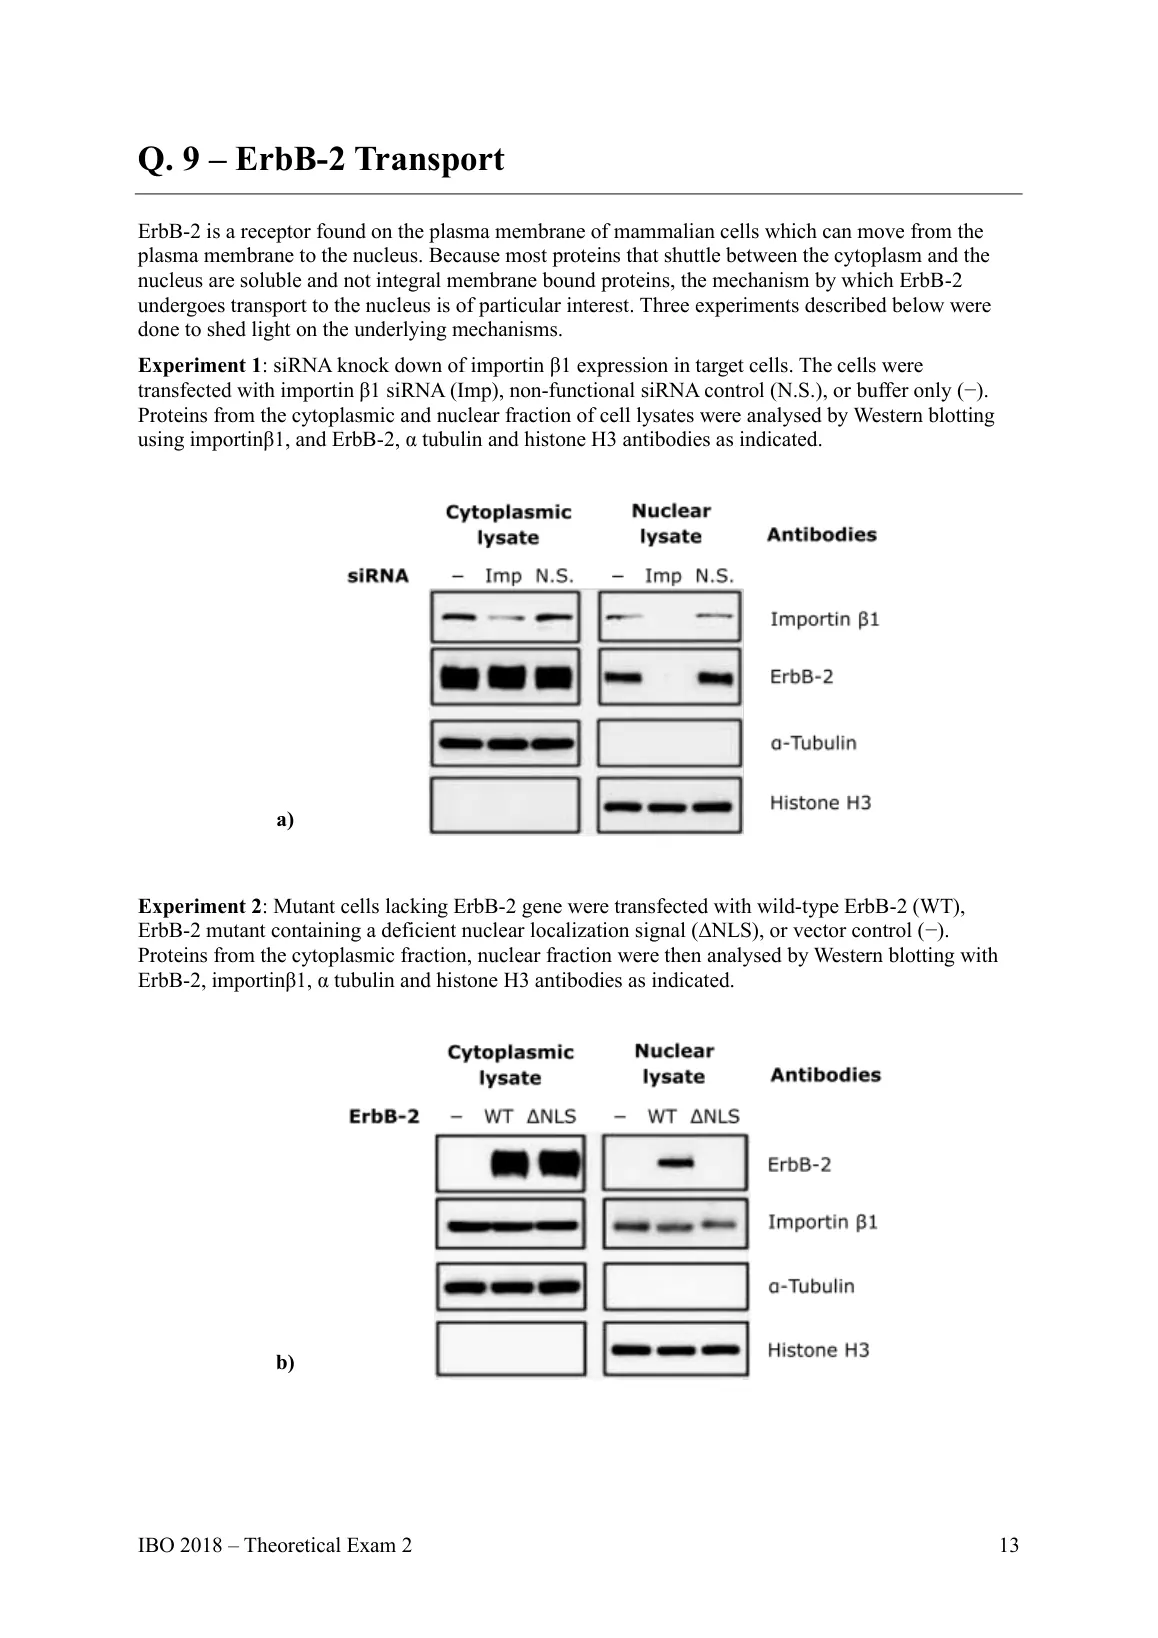 Q. 9 – ErbB-2 Transport
ErbB-2 is a receptor found on the plasma membrane of mammalian cells which can move from the
plasma membrane to the nucleus. Because most proteins that shuttle between the cytoplasm and the
nucleus are soluble and not integral membrane bound proteins, the mechanism by which ErbB-2
undergoes transport to the nucleus is of particular interest. Three experiments described below were
done to shed light on the underlying mechanisms.
Experiment 1: siRNA knock down of importin β1 expression in target cells. The cells were
transfected with importin β1 siRNA (Imp), non-functional siRNA control (N.S.), or buffer only (−).
Proteins from the cytoplasmic and nuclear fraction of cell lysates were analysed by Western blotting
using importinβ1, and ErbB-2, α tubulin and histone H3 antibodies as indicated.
Cytoplasmic lysate
Nuclear lysate
Antibodies
siRNA – Imp N.S. – Imp N.S.
Importin β1
ErbB-2
α-Tubulin
Histone H3
a)
Experiment 2: Mutant cells lacking ErbB-2 gene were transfected with wild-type ErbB-2 (WT),
ErbB-2 mutant containing a deficient nuclear localization signal (ΔNLS), or vector control (−).
Proteins from the cytoplasmic fraction, nuclear fraction were then analysed by Western blotting with
ErbB-2, importinβ1, α tubulin and histone H3 antibodies as indicated.
Cytoplasmic lysate
Nuclear lysate
Antibodies
ErbB-2 – WT ΔNLS – WT ΔNLS
ErbB-2
Importin β1
α-Tubulin
Histone H3
b)
IBO 2018 – Theoretical Exam 2 13